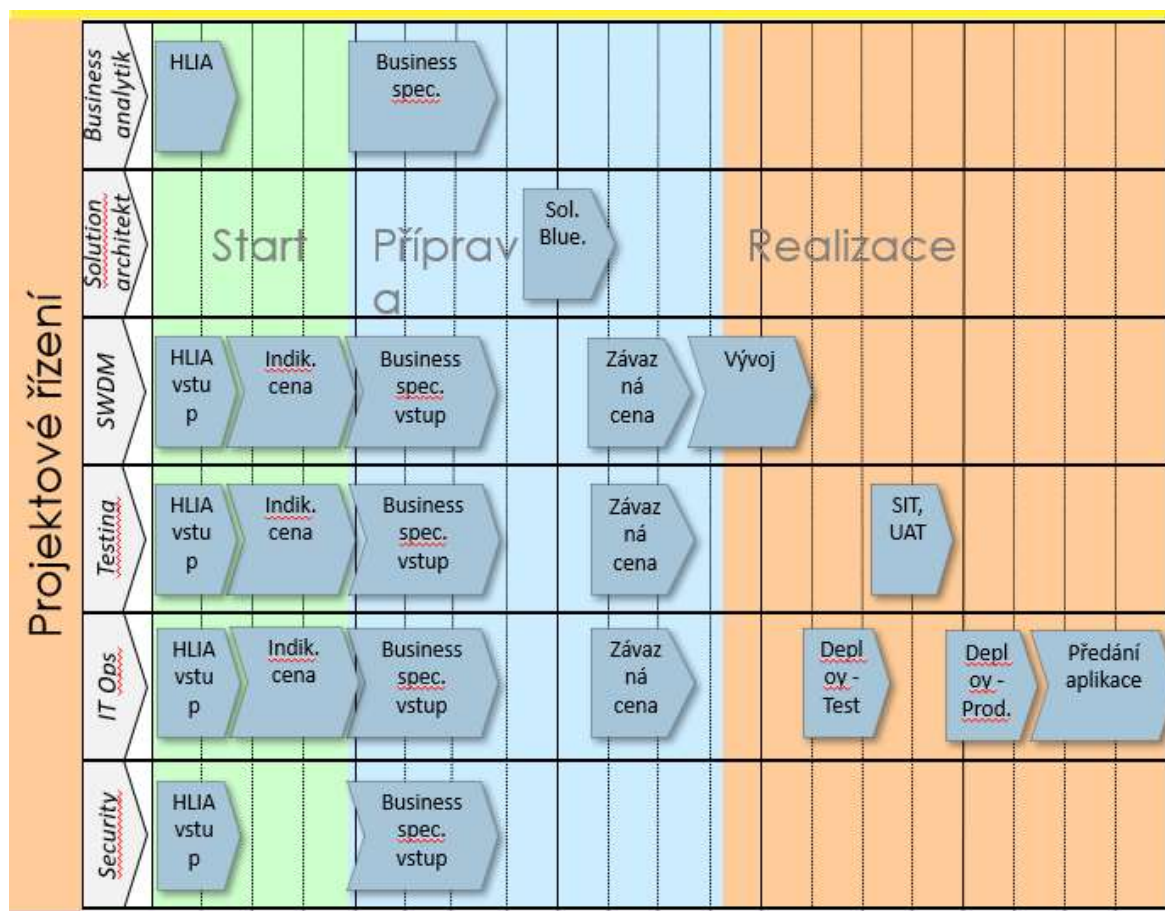 Projektové řízení
Business
analytik
HLIA
Business
spec.
Solution
architekt
Start
Příprav
a
Sol.
Blue.
Realizace
SWDM
HLIA
vstu
p
Indik.
cena
Business
spec.
vstup
Závaz
ná
cena
Vývoj
Testing
HLIA
vstu
p
Indik.
cena
Business
spec.
vstup
Závaz
ná
cena
SIT,
UAT
IT Ops
HLIA
vstu
p
Indik.
cena
Business
spec.
vstup
Závaz
ná
cena
Depl
oy -
Test
Depl
oy -
Prod.
Předání
aplikace
Security
HLIA
vstu
p
Business
spec.
vstup